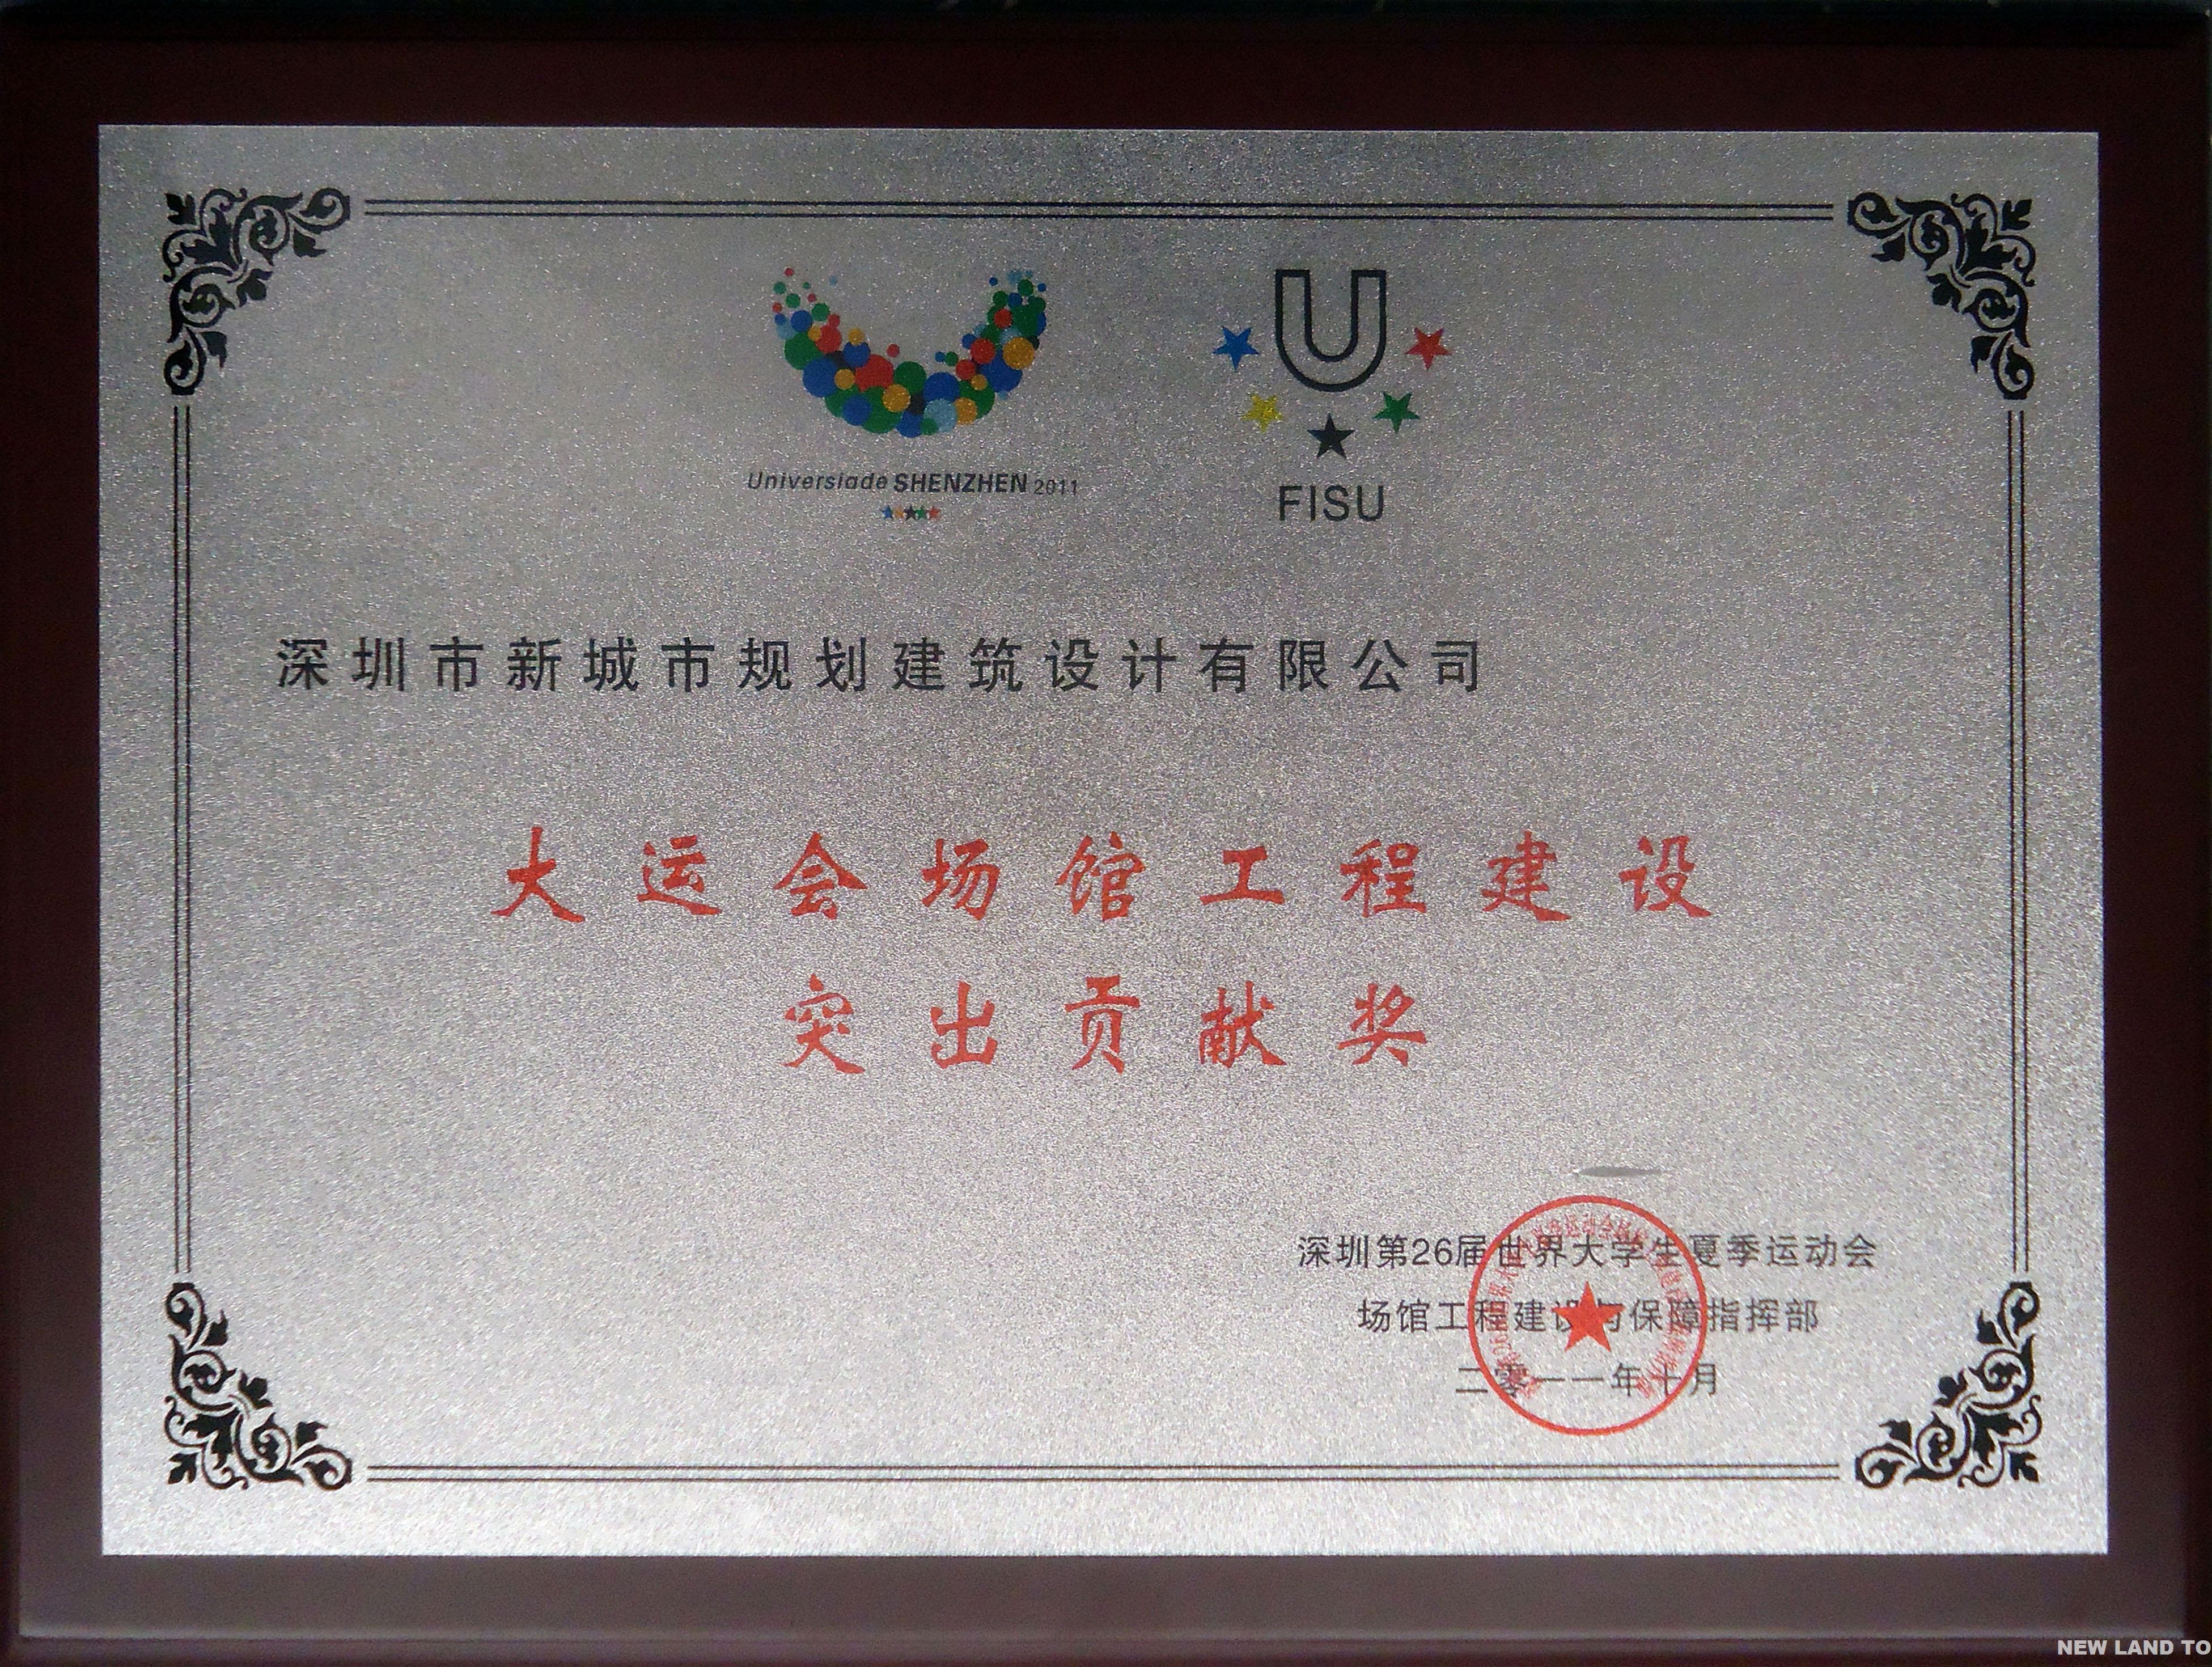 Universiade SHENZHEN 2011
U
FISU
深圳市新城市规划建筑设计有限公司
大运会场馆工程建设
突出贡献奖
深圳第26届世界大学生夏季运动会
场馆工程建设与保障指挥部
二零一一年十月
NEW LAND TO